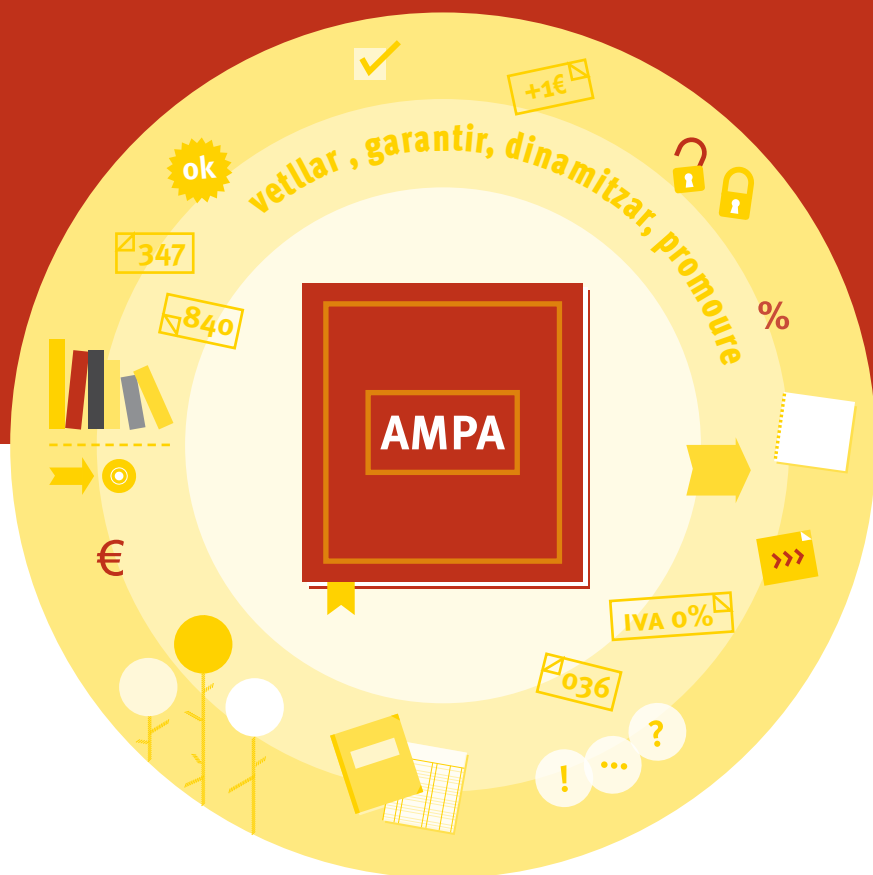 +1€
ok
vetllar , garantir, dinamitzar, promoure
347
840
%
AMPA
€
›››
IVA 0%
036
?
...
!